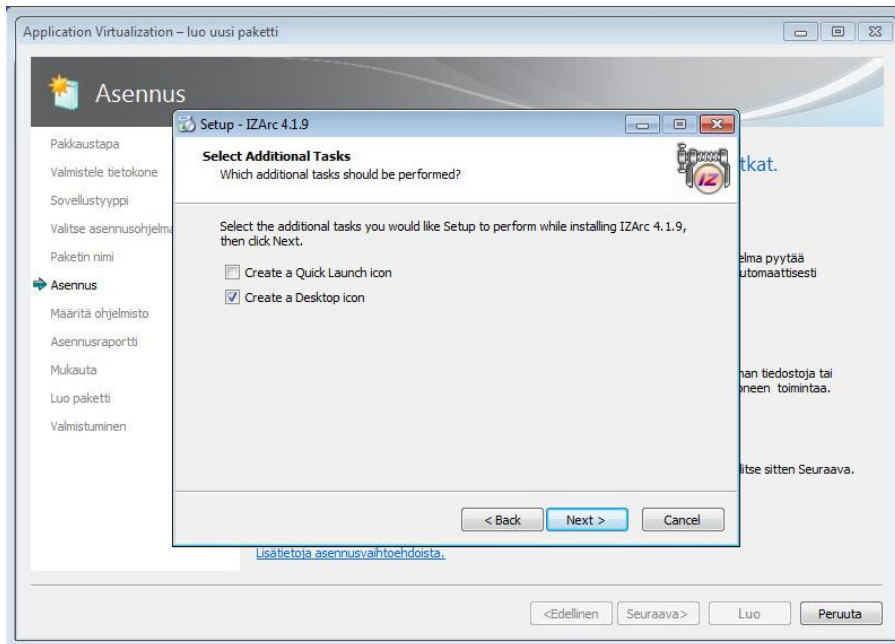 Application Virtualization – luo uusi paketti
Asennus
Pakkaustapa
Valmistele tietokone
Sovellustyyppi
Valitse asennusohjelma
Paketin nimi
Asennus
Määritä ohjelmisto
Asennusraportti
Mukauta
Luo paketti
Valmistuminen
Setup - IZArc 4.1.9
Select Additional Tasks
Which additional tasks should be performed?
IZ
Select the additional tasks you would like Setup to perform while installing IZArc 4.1.9,
then click Next.
Create a Quick Launch icon
Create a Desktop icon
< Back
Next >
Cancel
tkat.
elma pyytää
utomaattisesti
nan tiedostoja tai
oneen toimintaa.
litse sitten Seuraava.
Lisätietoja asennusvaihtoehdoista.
<Edellinen
Seuraava>
Luo
Peruuta